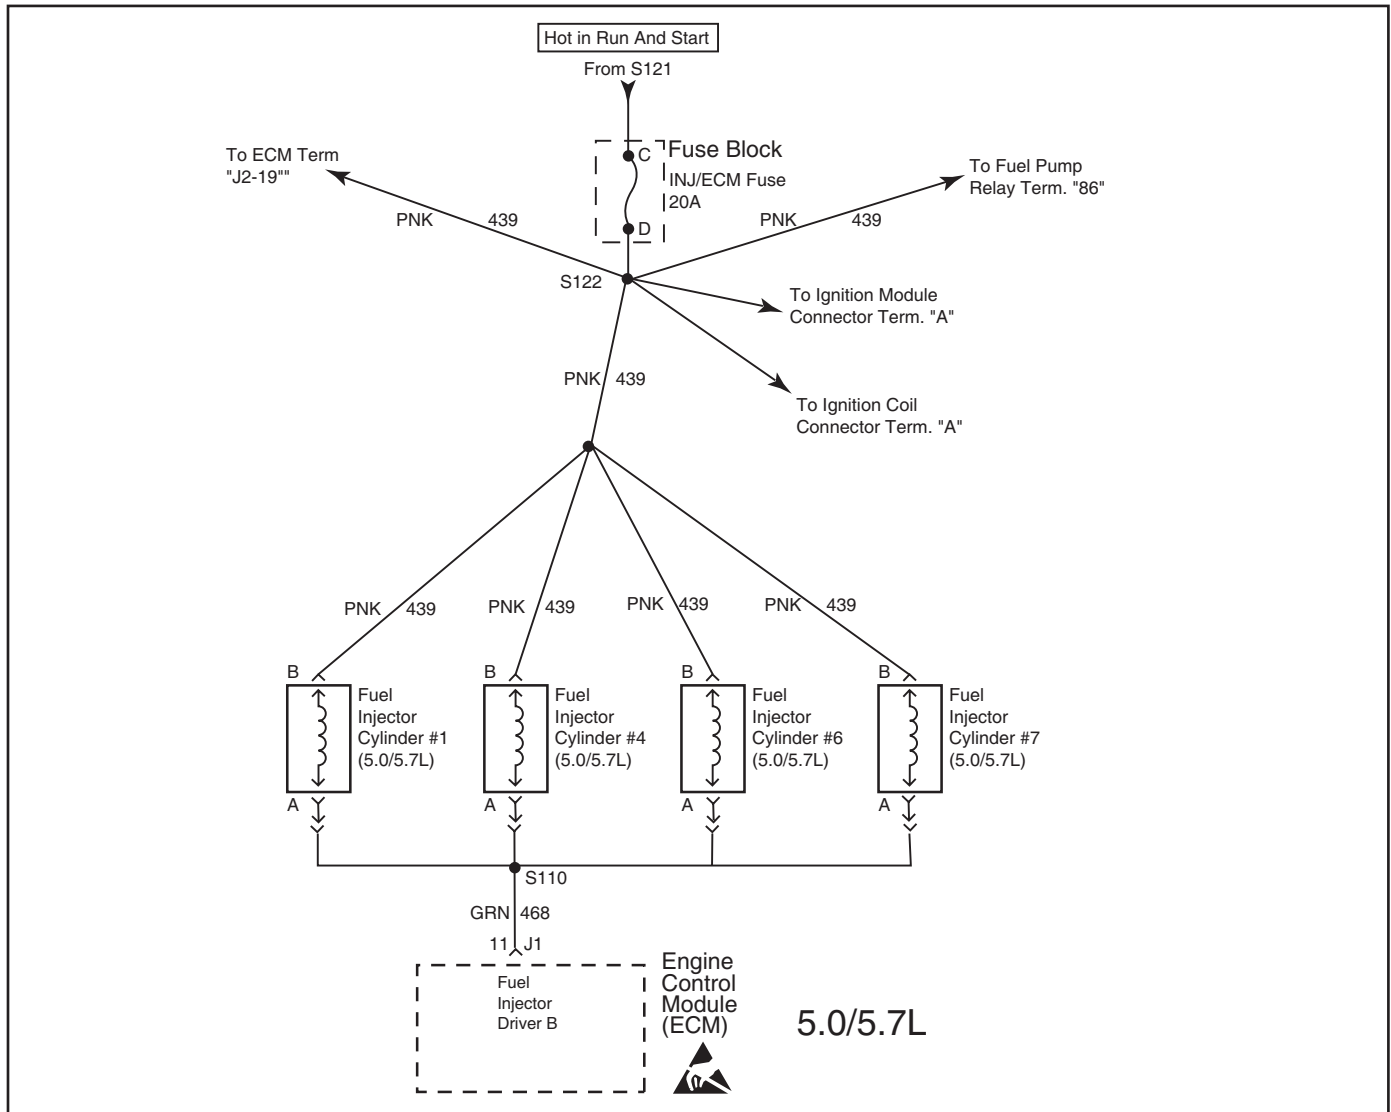 Hot in Run And Start
From S121
C
Fuse Block
INJ/ECM Fuse
20A
D
To ECM Term
"J2-19""
PNK 439
To Fuel Pump
Relay Term. "86"
PNK 439
S122
To Ignition Module
Connector Term. "A"
To Ignition Coil
Connector Term. "A"
PNK 439
PNK 439
PNK 439
PNK 439
PNK 439
B
Fuel
Injector
Cylinder #1
(5.0/5.7L)
A
B
Fuel
Injector
Cylinder #4
(5.0/5.7L)
A
B
Fuel
Injector
Cylinder #6
(5.0/5.7L)
A
B
Fuel
Injector
Cylinder #7
(5.0/5.7L)
A
S110
GRN 468
11 J1
Fuel
Injector
Driver B
Engine
Control
Module
(ECM)
5.0/5.7L